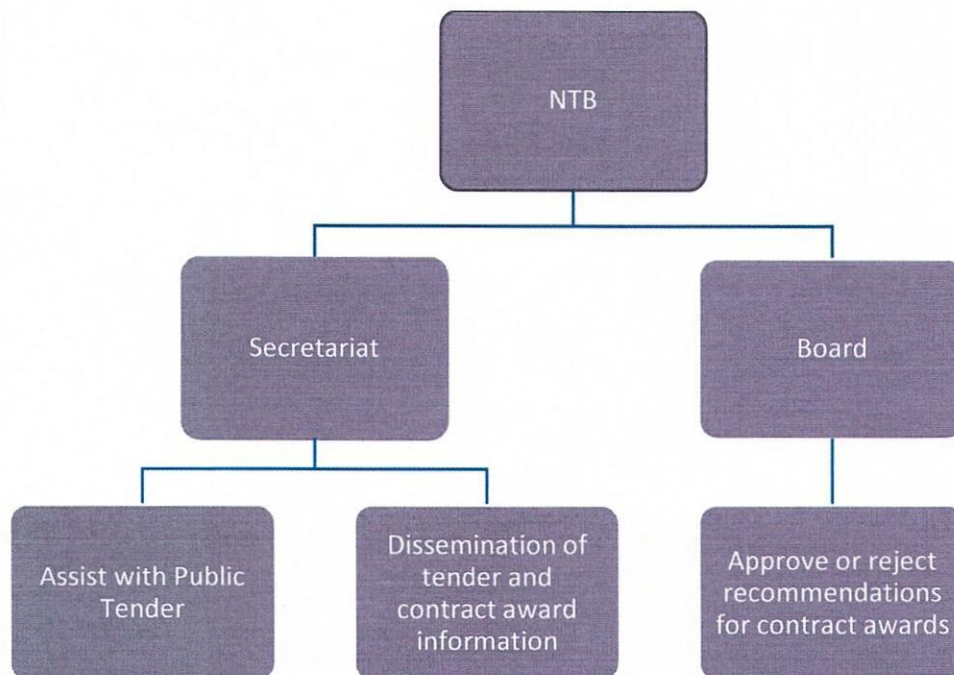 NTB
Secretariat
Board
Assist with Public
Tender
Dissemination of
tender and
contract award
information
Approve or reject
recommendations
for contract awards